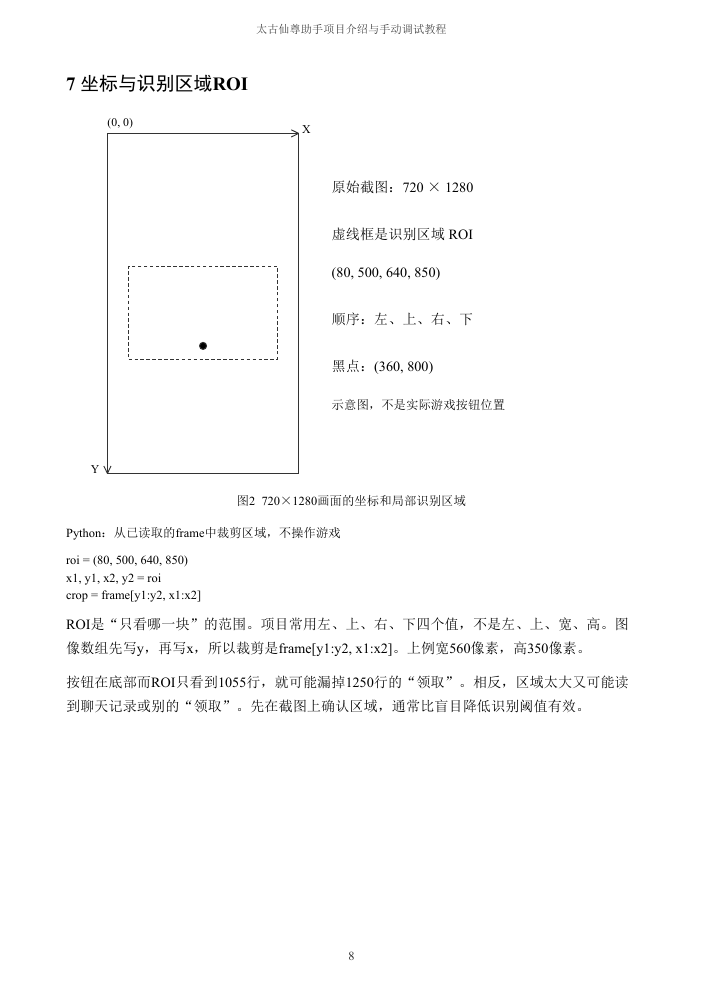 太古仙尊助手项目介绍与手动调试教程
7 坐标与识别区域ROI
(0, 0)
X
原始截图：720 × 1280
虚线框是识别区域 ROI
(80, 500, 640, 850)
顺序：左、上、右、下
黑点：(360, 800)
示意图，不是实际游戏按钮位置
Y
图2 720×1280画面的坐标和局部识别区域
Python：从已读取的frame中裁剪区域，不操作游戏
roi = (80, 500, 640, 850)
x1, y1, x2, y2 = roi
crop = frame[y1:y2, x1:x2]
ROI是“只看哪一块”的范围。项目常用左、上、右、下四个值，不是左、上、宽、高。图
像数组先写y，再写x，所以裁剪是frame[y1:y2, x1:x2]。上例宽560像素，高350像素。
按钮在底部而ROI只看到1055行，就可能漏掉1250行的“领取”。相反，区域太大又可能读
到聊天记录或别的“领取”。先在截图上确认区域，通常比盲目降低识别阈值有效。
8